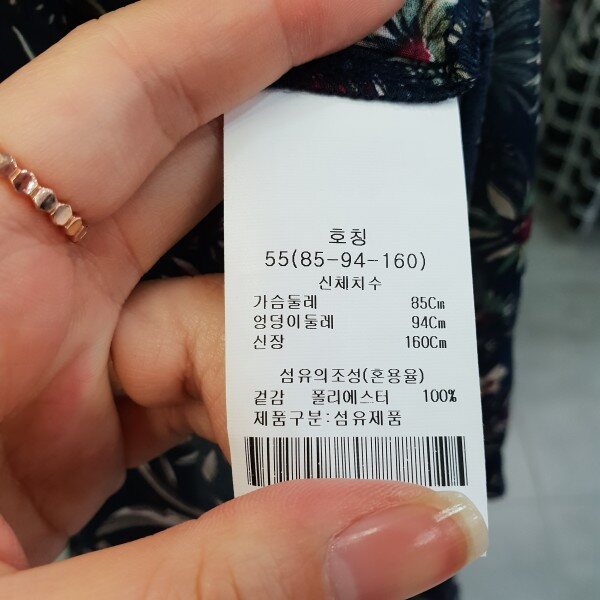 호칭
55(85-94-160)
신체치수
가슴둘레 85Cm
엉덩이둘레 94Cm
신장 160Cm
섬유의조성(혼용율)
겉감 폴리에스터 100%
제품구분:섬유제품